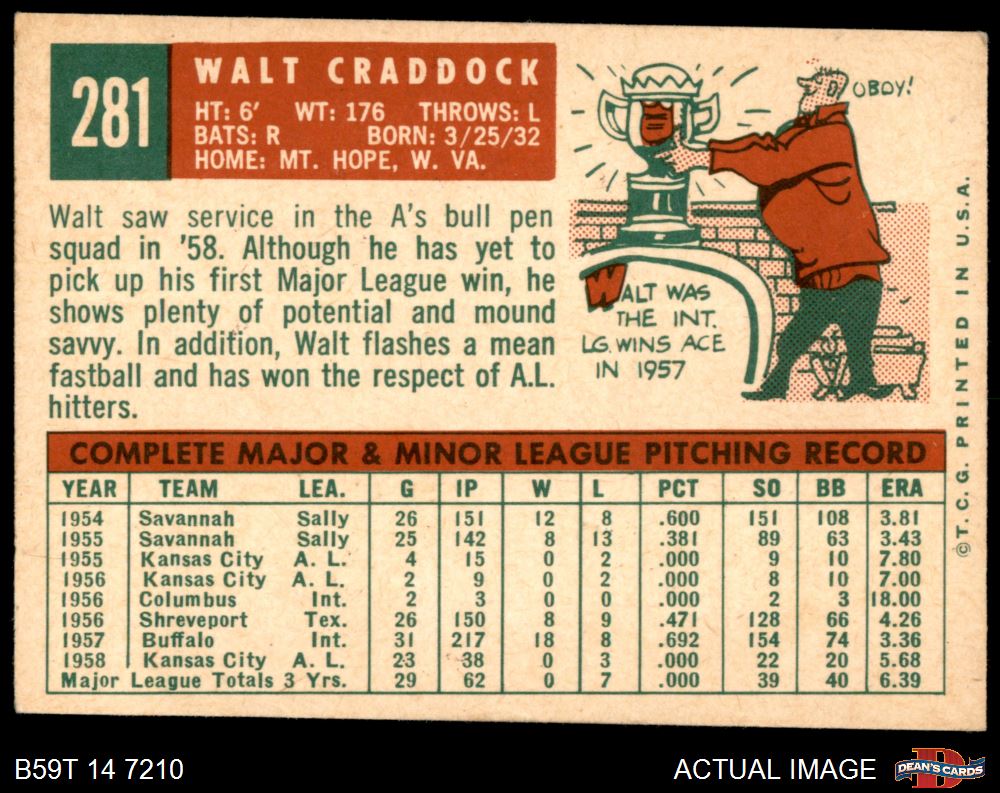 281
WALT CRADDOCK
HT: 6' WT: 176 THROWS: L
BATS: R BORN: 3/25/32
HOME: MT. HOPE, W. VA.
OBOY!
Walt saw service in the A's bull pen
squad in '58. Although he has yet to
pick up his first Major League win, he
shows plenty of potential and mound
savvy. In addition, Walt flashes a mean
fastball and has won the respect of A.L.
hitters.
WALT WAS
THE INT.
LG. WINS ACE
IN 1957
COMPLETE MAJOR & MINOR LEAGUE PITCHING RECORD
YEAR TEAM LEA. G IP W L PCT SO BB ERA
1954 Savannah Sally 26 151 12 8 .600 151 108 3.81
1955 Savannah Sally 25 142 8 13 .381 89 63 3.43
1955 Kansas City A. L. 4 15 0 2 .000 9 10 7.80
1956 Kansas City A. L. 2 9 0 2 .000 8 10 7.00
1956 Columbus Int. 2 3 0 0 .000 2 3 18.00
1956 Shreveport Tex. 26 150 8 9 .471 128 66 4.26
1957 Buffalo Int. 31 217 18 8 .692 154 74 3.36
1958 Kansas City A. L. 23 38 0 3 .000 22 20 5.68
Major League Totals 3 Yrs. 29 62 0 7 .000 39 40 6.39
©T. C. G. PRINTED IN U.S.A.
B59T 14 7210
ACTUAL IMAGE
DEAN'S CARDS